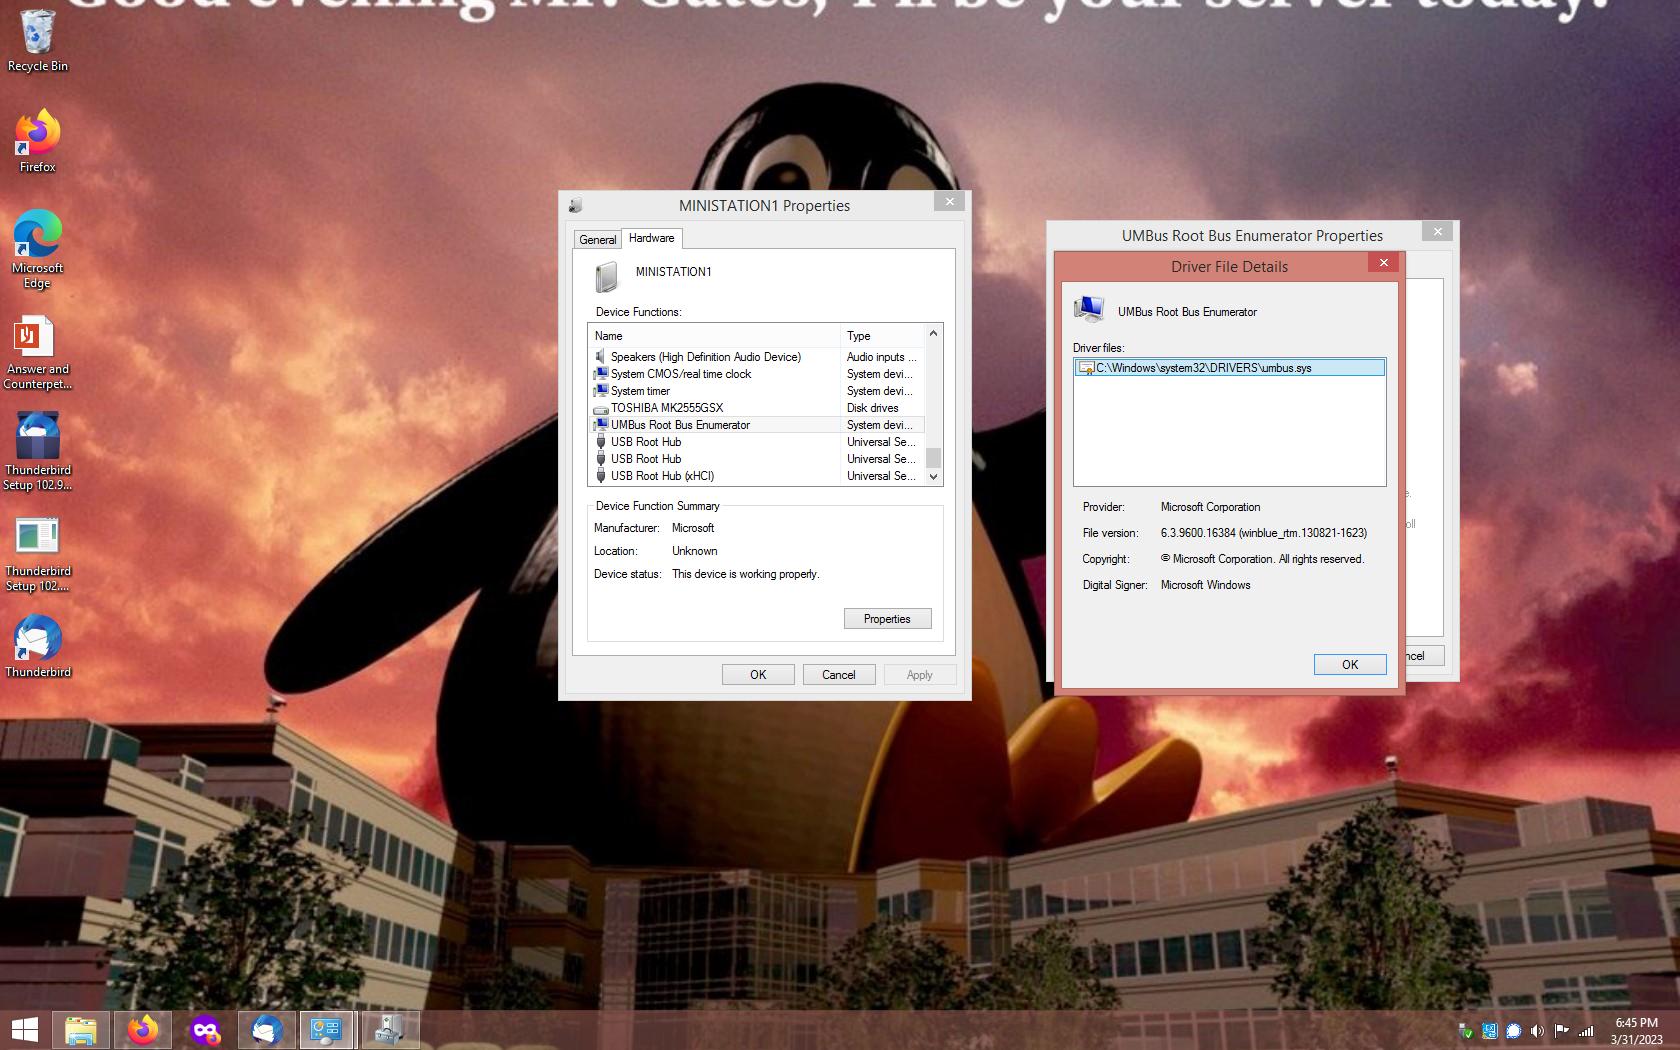 Good evening Mr. Gates, I'll be your server today.
Recycle Bin
Firefox
Microsoft
Edge
Answer and
Counterpet...
Thunderbird
Setup 102.9...
Thunderbird
Setup 102....
Thunderbird
MINISTATION1 Properties
General
Hardware
MINISTATION1
Device Functions:
Name Type
Speakers (High Definition Audio Device) Audio inputs ...
System CMOS/real time clock System devi...
System timer System devi...
TOSHIBA MK2555GSX Disk drives
UMBus Root Bus Enumerator System devi...
USB Root Hub Universal Se...
USB Root Hub Universal Se...
USB Root Hub (xHCI) Universal Se...
Device Function Summary
Manufacturer: Microsoft
Location: Unknown
Device status: This device is working properly.
Properties
OK Cancel Apply
UMBus Root Bus Enumerator Properties
Driver File Details
UMBus Root Bus Enumerator
Driver files:
C:\Windows\system32\DRIVERS\umbus.sys
Provider: Microsoft Corporation
File version: 6.3.9600.16384 (winblue_rtm.130821-1623)
Copyright: © Microsoft Corporation. All rights reserved.
Digital Signer: Microsoft Windows
OK
e.
oll
ncel
6:45 PM
3/31/2023